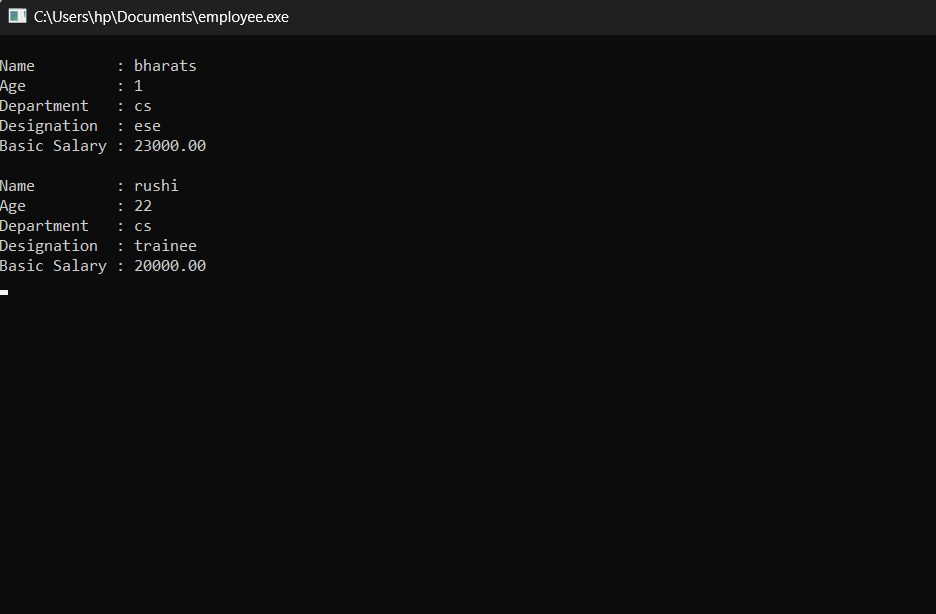 C:\Users\hp\Documents\employee.exe
Name         : bharats
Age          : 1
Department   : cs
Designation  : ese
Basic Salary : 23000.00
Name         : rushi
Age          : 22
Department   : cs
Designation  : trainee
Basic Salary : 20000.00